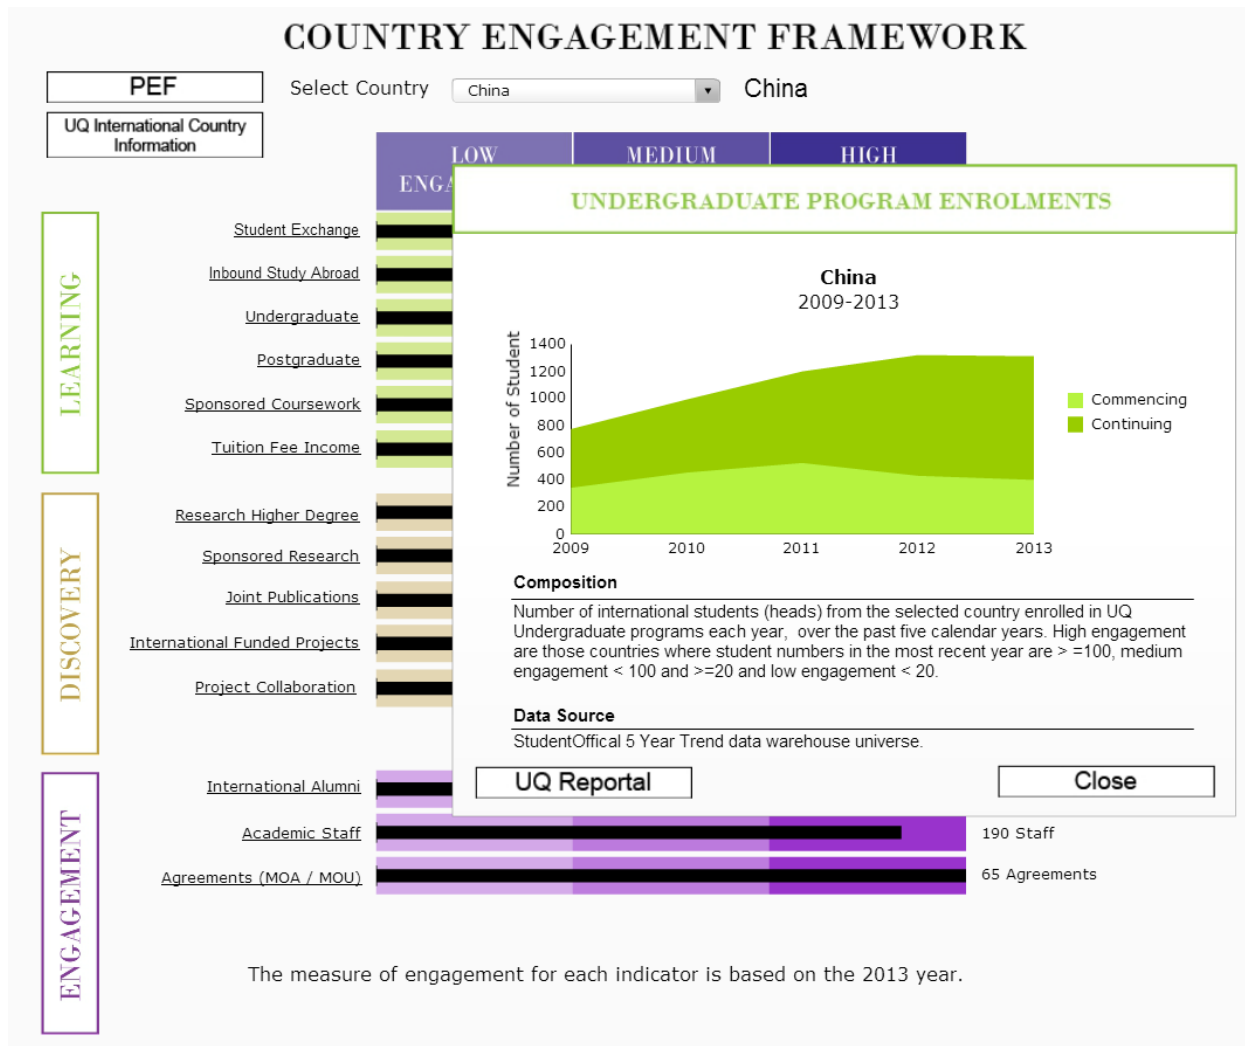 COUNTRY ENGAGEMENT FRAMEWORK
PEF
Select Country
China
China
UQ International Country
Information
LOW
MEDIUM
HIGH
UNDERGRADUATE PROGRAM ENROLMENTS
LEARNING
Student Exchange
Inbound Study Abroad
Undergraduate
Postgraduate
Sponsored Coursework
Tuition Fee Income
DISCOVERY
Research Higher Degree
Sponsored Research
Joint Publications
International Funded Projects
Project Collaboration
ENGAGEMENT
International Alumni
Academic Staff
190 Staff
Agreements (MOA / MOU)
65 Agreements
China
2009-2013
Number of Student
1400
1200
1000
800
600
400
200
0
2009
2010
2011
2012
2013
Commencing
Continuing
Composition
Number of international students (heads) from the selected country enrolled in UQ
Undergraduate programs each year,  over the past five calendar years. High engagement
are those countries where student numbers in the most recent year are > =100, medium
engagement < 100 and >=20 and low engagement < 20.
Data Source
StudentOffical 5 Year Trend data warehouse universe.
UQ Reportal
Close
The measure of engagement for each indicator is based on the 2013 year.